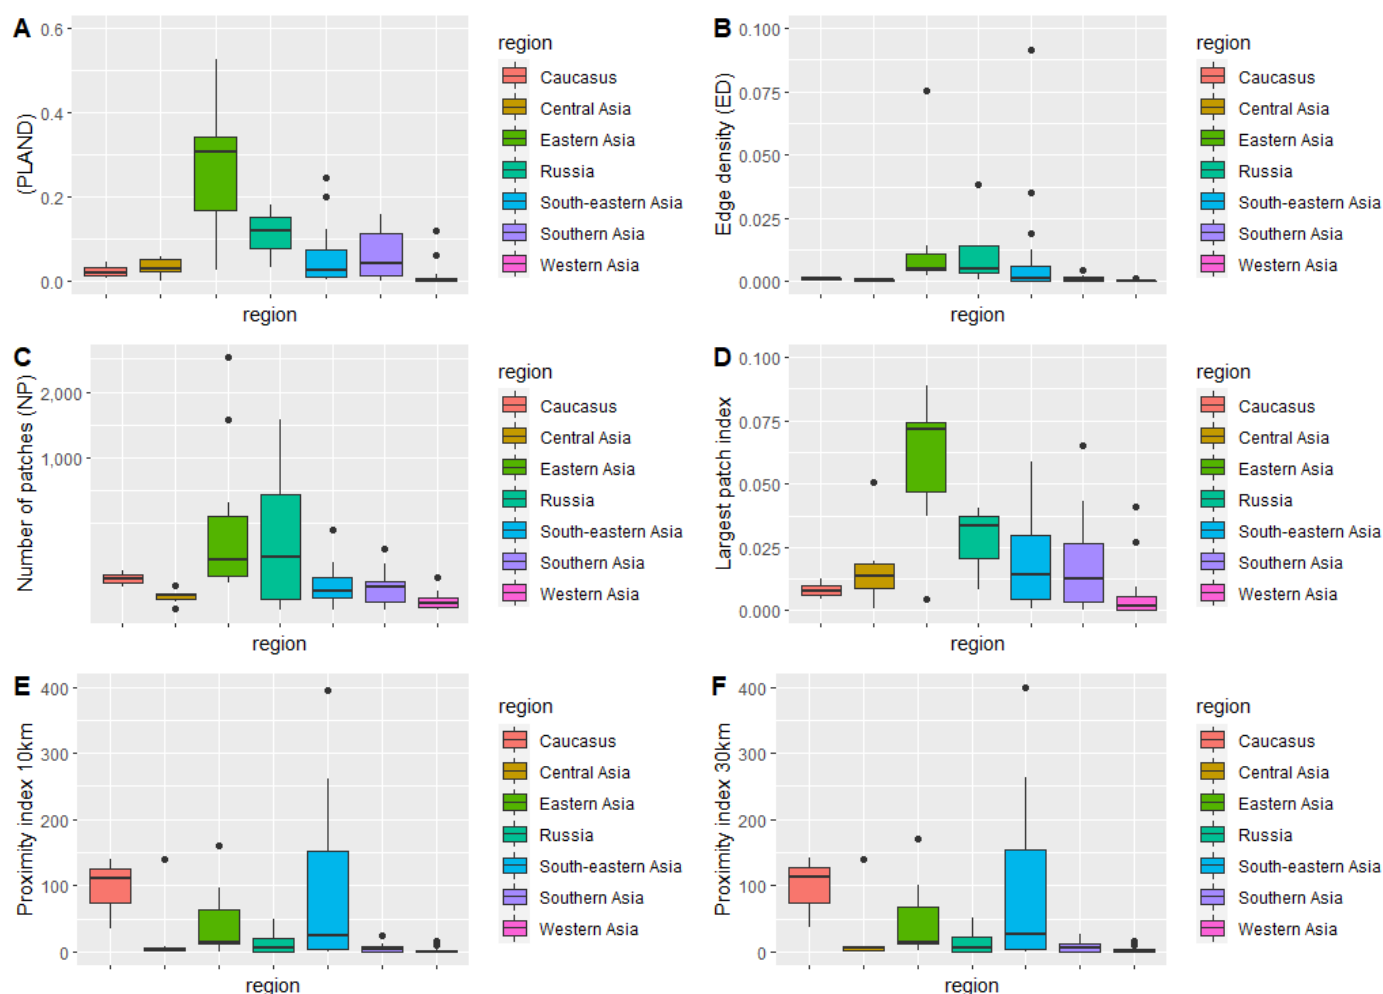 A
0.6
0.4
0.2
0.0
(PLAND)
region
region
Caucasus
Central Asia
Eastern Asia
Russia
South-eastern Asia
Southern Asia
Western Asia
B
0.100
0.075
0.050
0.025
0.000
Edge density (ED)
region
region
Caucasus
Central Asia
Eastern Asia
Russia
South-eastern Asia
Southern Asia
Western Asia
C
2,000
1,000
Number of patches (NP)
region
region
Caucasus
Central Asia
Eastern Asia
Russia
South-eastern Asia
Southern Asia
Western Asia
D
0.100
0.075
0.050
0.025
0.000
Largest patch index
region
region
Caucasus
Central Asia
Eastern Asia
Russia
South-eastern Asia
Southern Asia
Western Asia
E
400
300
200
100
0
Proximity index 10km
region
region
Caucasus
Central Asia
Eastern Asia
Russia
South-eastern Asia
Southern Asia
Western Asia
F
400
300
200
100
0
Proximity index 30km
region
region
Caucasus
Central Asia
Eastern Asia
Russia
South-eastern Asia
Southern Asia
Western Asia